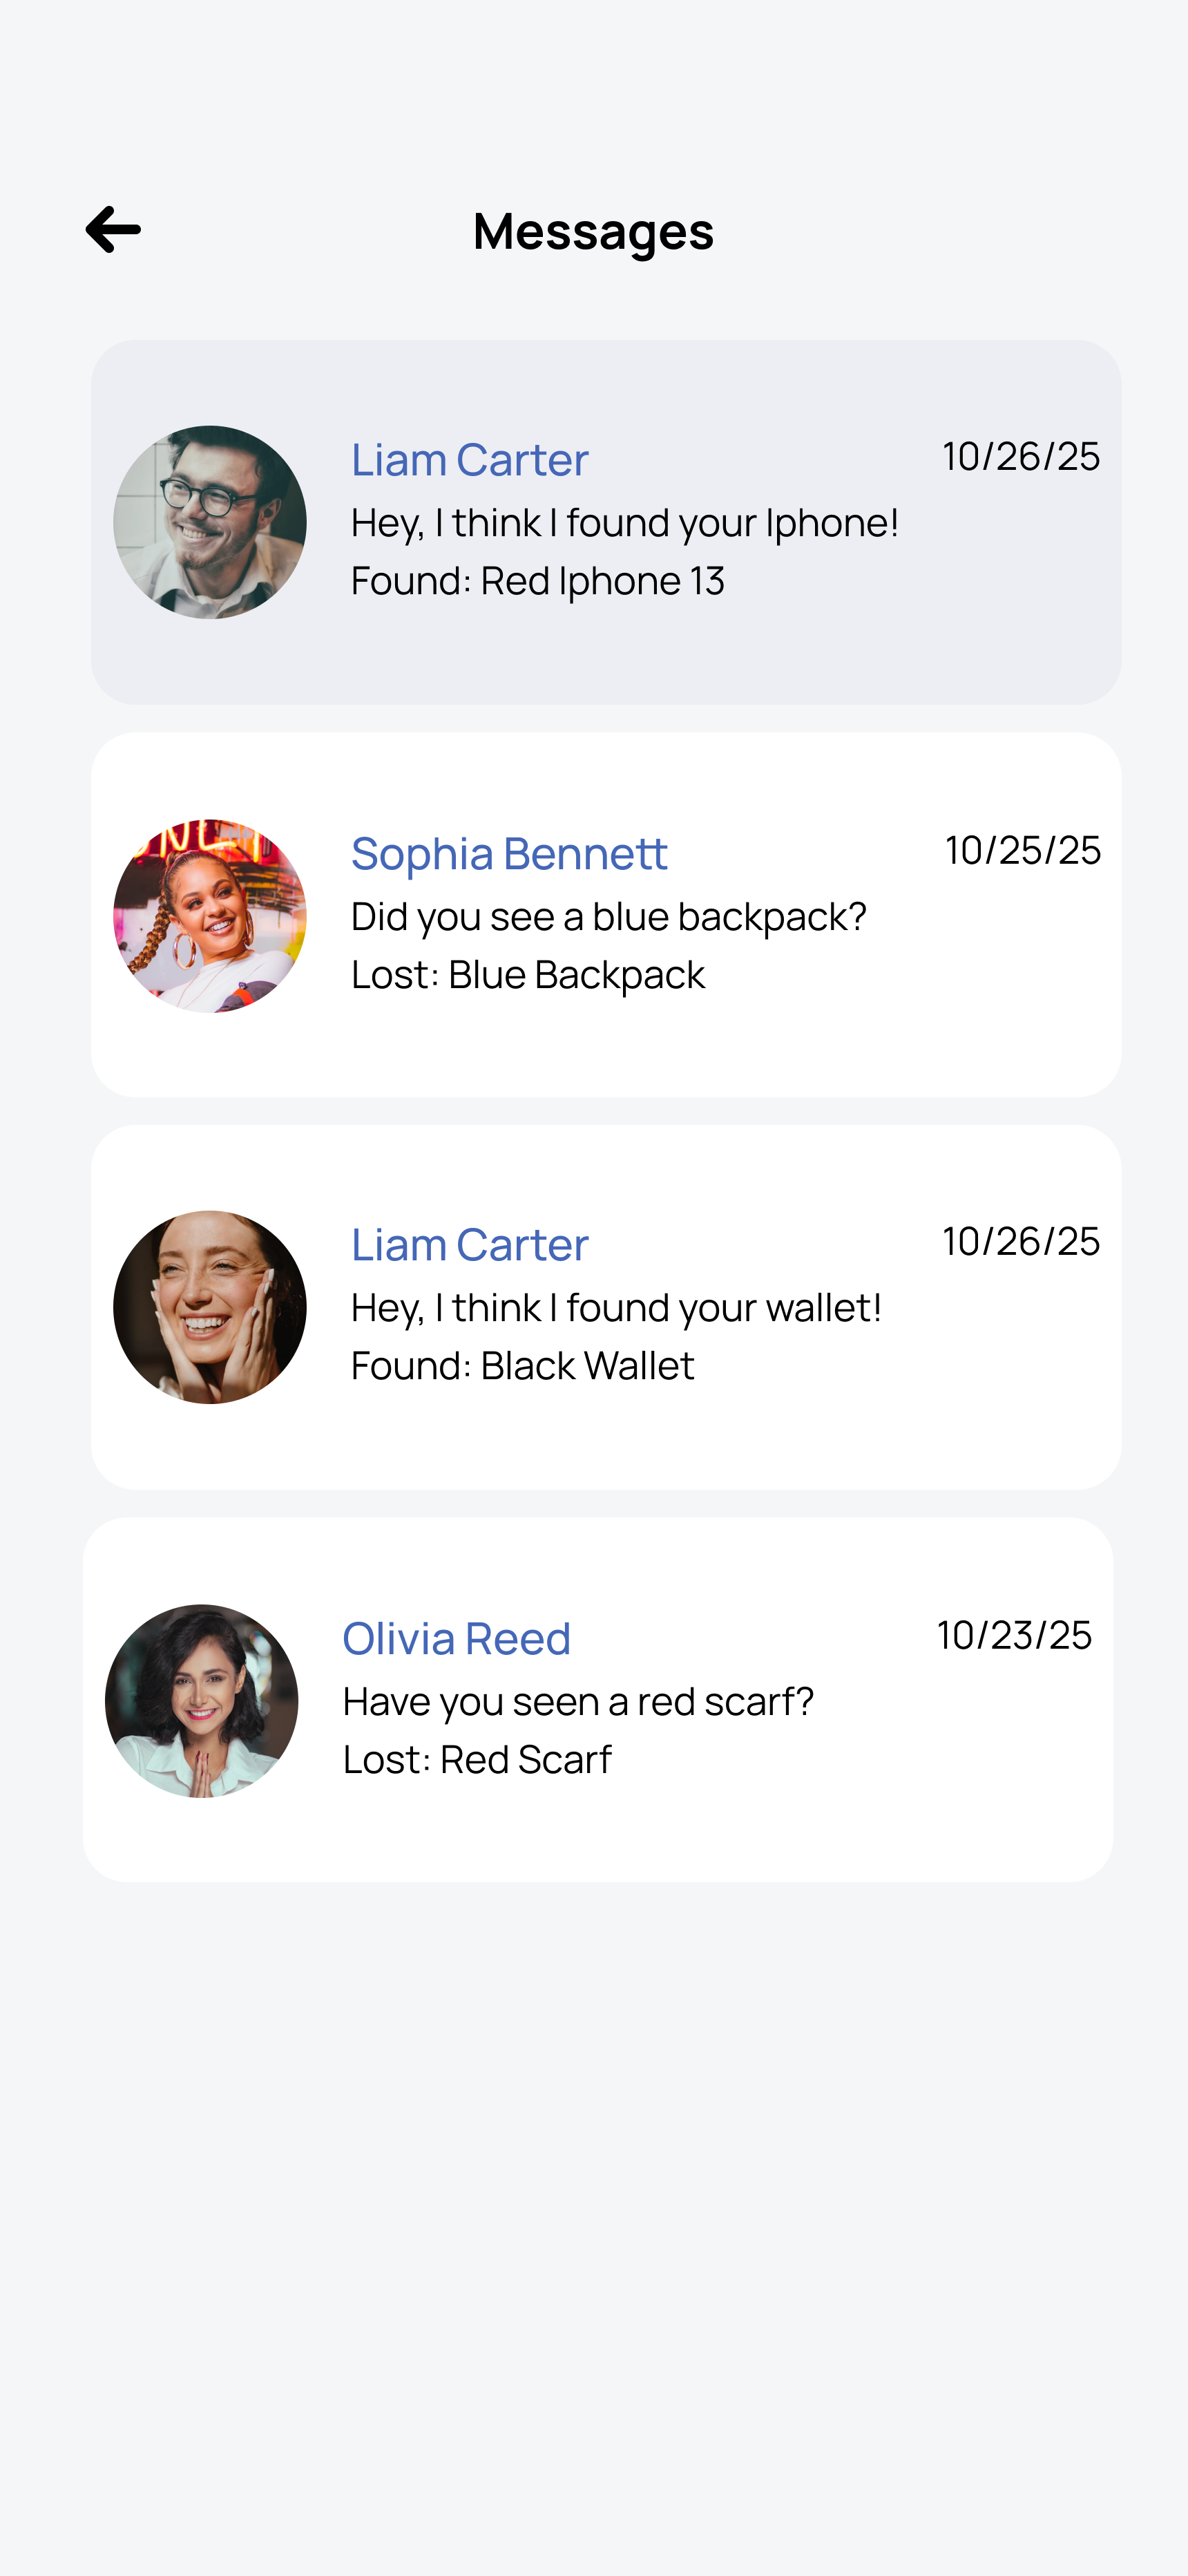 Messages
Liam Carter
10/26/25
Hey, I think I found your Iphone!
Found: Red Iphone 13
Sophia Bennett
10/25/25
Did you see a blue backpack?
Lost: Blue Backpack
Liam Carter
10/26/25
Hey, I think I found your wallet!
Found: Black Wallet
Olivia Reed
10/23/25
Have you seen a red scarf?
Lost: Red Scarf